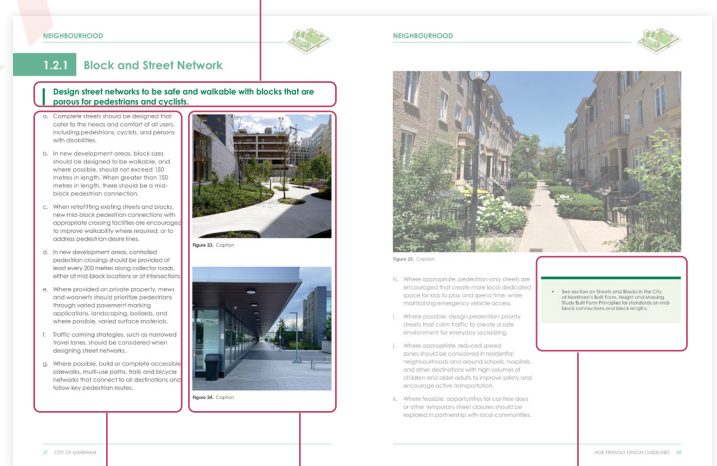 NEIGHBOURHOOD
1.2.1 Block and Street Network
Design street networks to be safe and walkable with blocks that are
porous for pedestrians and cyclists.
a. Complete streets should be designed that
cater to the needs and comfort of all users,
including pedestrians, cyclists, and persons
with disabilities.
b. In new development areas, block sizes
should be designed to be walkable, and
where possible, should not exceed 150
metres in length. When greater than 150
metres in length, there should be a mid-
block pedestrian connection.
c. When retrofitting existing streets and blocks,
new mid-block pedestrian connections with
appropriate crossing facilities are encouraged
to improve walkability where required, or to
address pedestrian desire lines.
d. In new development areas, controlled
pedestrian crossings should be provided at
least every 200 metres along collector roads,
either at mid-block locations or at intersections.
e. Where provided on private property, mews
and woonerfs should prioritize pedestrians
through varied pavement marking
applications, landscaping, bollards, and
where possible, varied surface materials.
f. Traffic calming strategies, such as narrowed
travel lanes, should be considered when
designing street networks.
g. Where possible, build or complete accessible
sidewalks, multi-use paths, trails and bicycle
networks that connect to all destinations and
follow key pedestrian routes.
Figure 23. Caption
Figure 24. Caption
37 CITY OF MARKHAM
NEIGHBOURHOOD
Figure 25. Caption
h. Where appropriate, pedestrian-only streets are
encouraged that create more local dedicated
space for kids to play and spend time, while
maintaining emergency vehicle access.
i. Where possible, design pedestrian priority
streets that calm traffic to create a safe
environment for everyday socializing.
j. Where appropriate, reduced speed
zones should be considered in residential
neighbourhoods and around schools, hospitals,
and other destinations with high volumes of
children and older adults to improve safety and
encourage active transportation.
k. Where feasible, opportunities for car-free days
or other temporary street closures should be
explored in partnership with local communities.
• See section on Streets and Blocks in the City
of Markham's Built Form, Height and Massing
Study Built Form Principles for standards on mid-
block connections and block lengths.
AGE-FRIENDLY DESIGN GUIDELINES 38